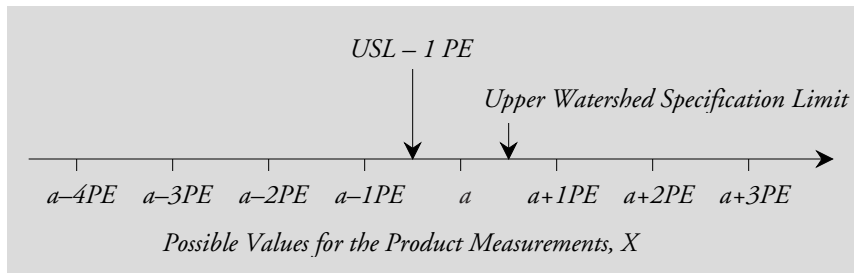 USL – 1 PE
Upper Watershed Specification Limit
a–4PE a–3PE a–2PE a–1PE a a+1PE a+2PE a+3PE
Possible Values for the Product Measurements, X